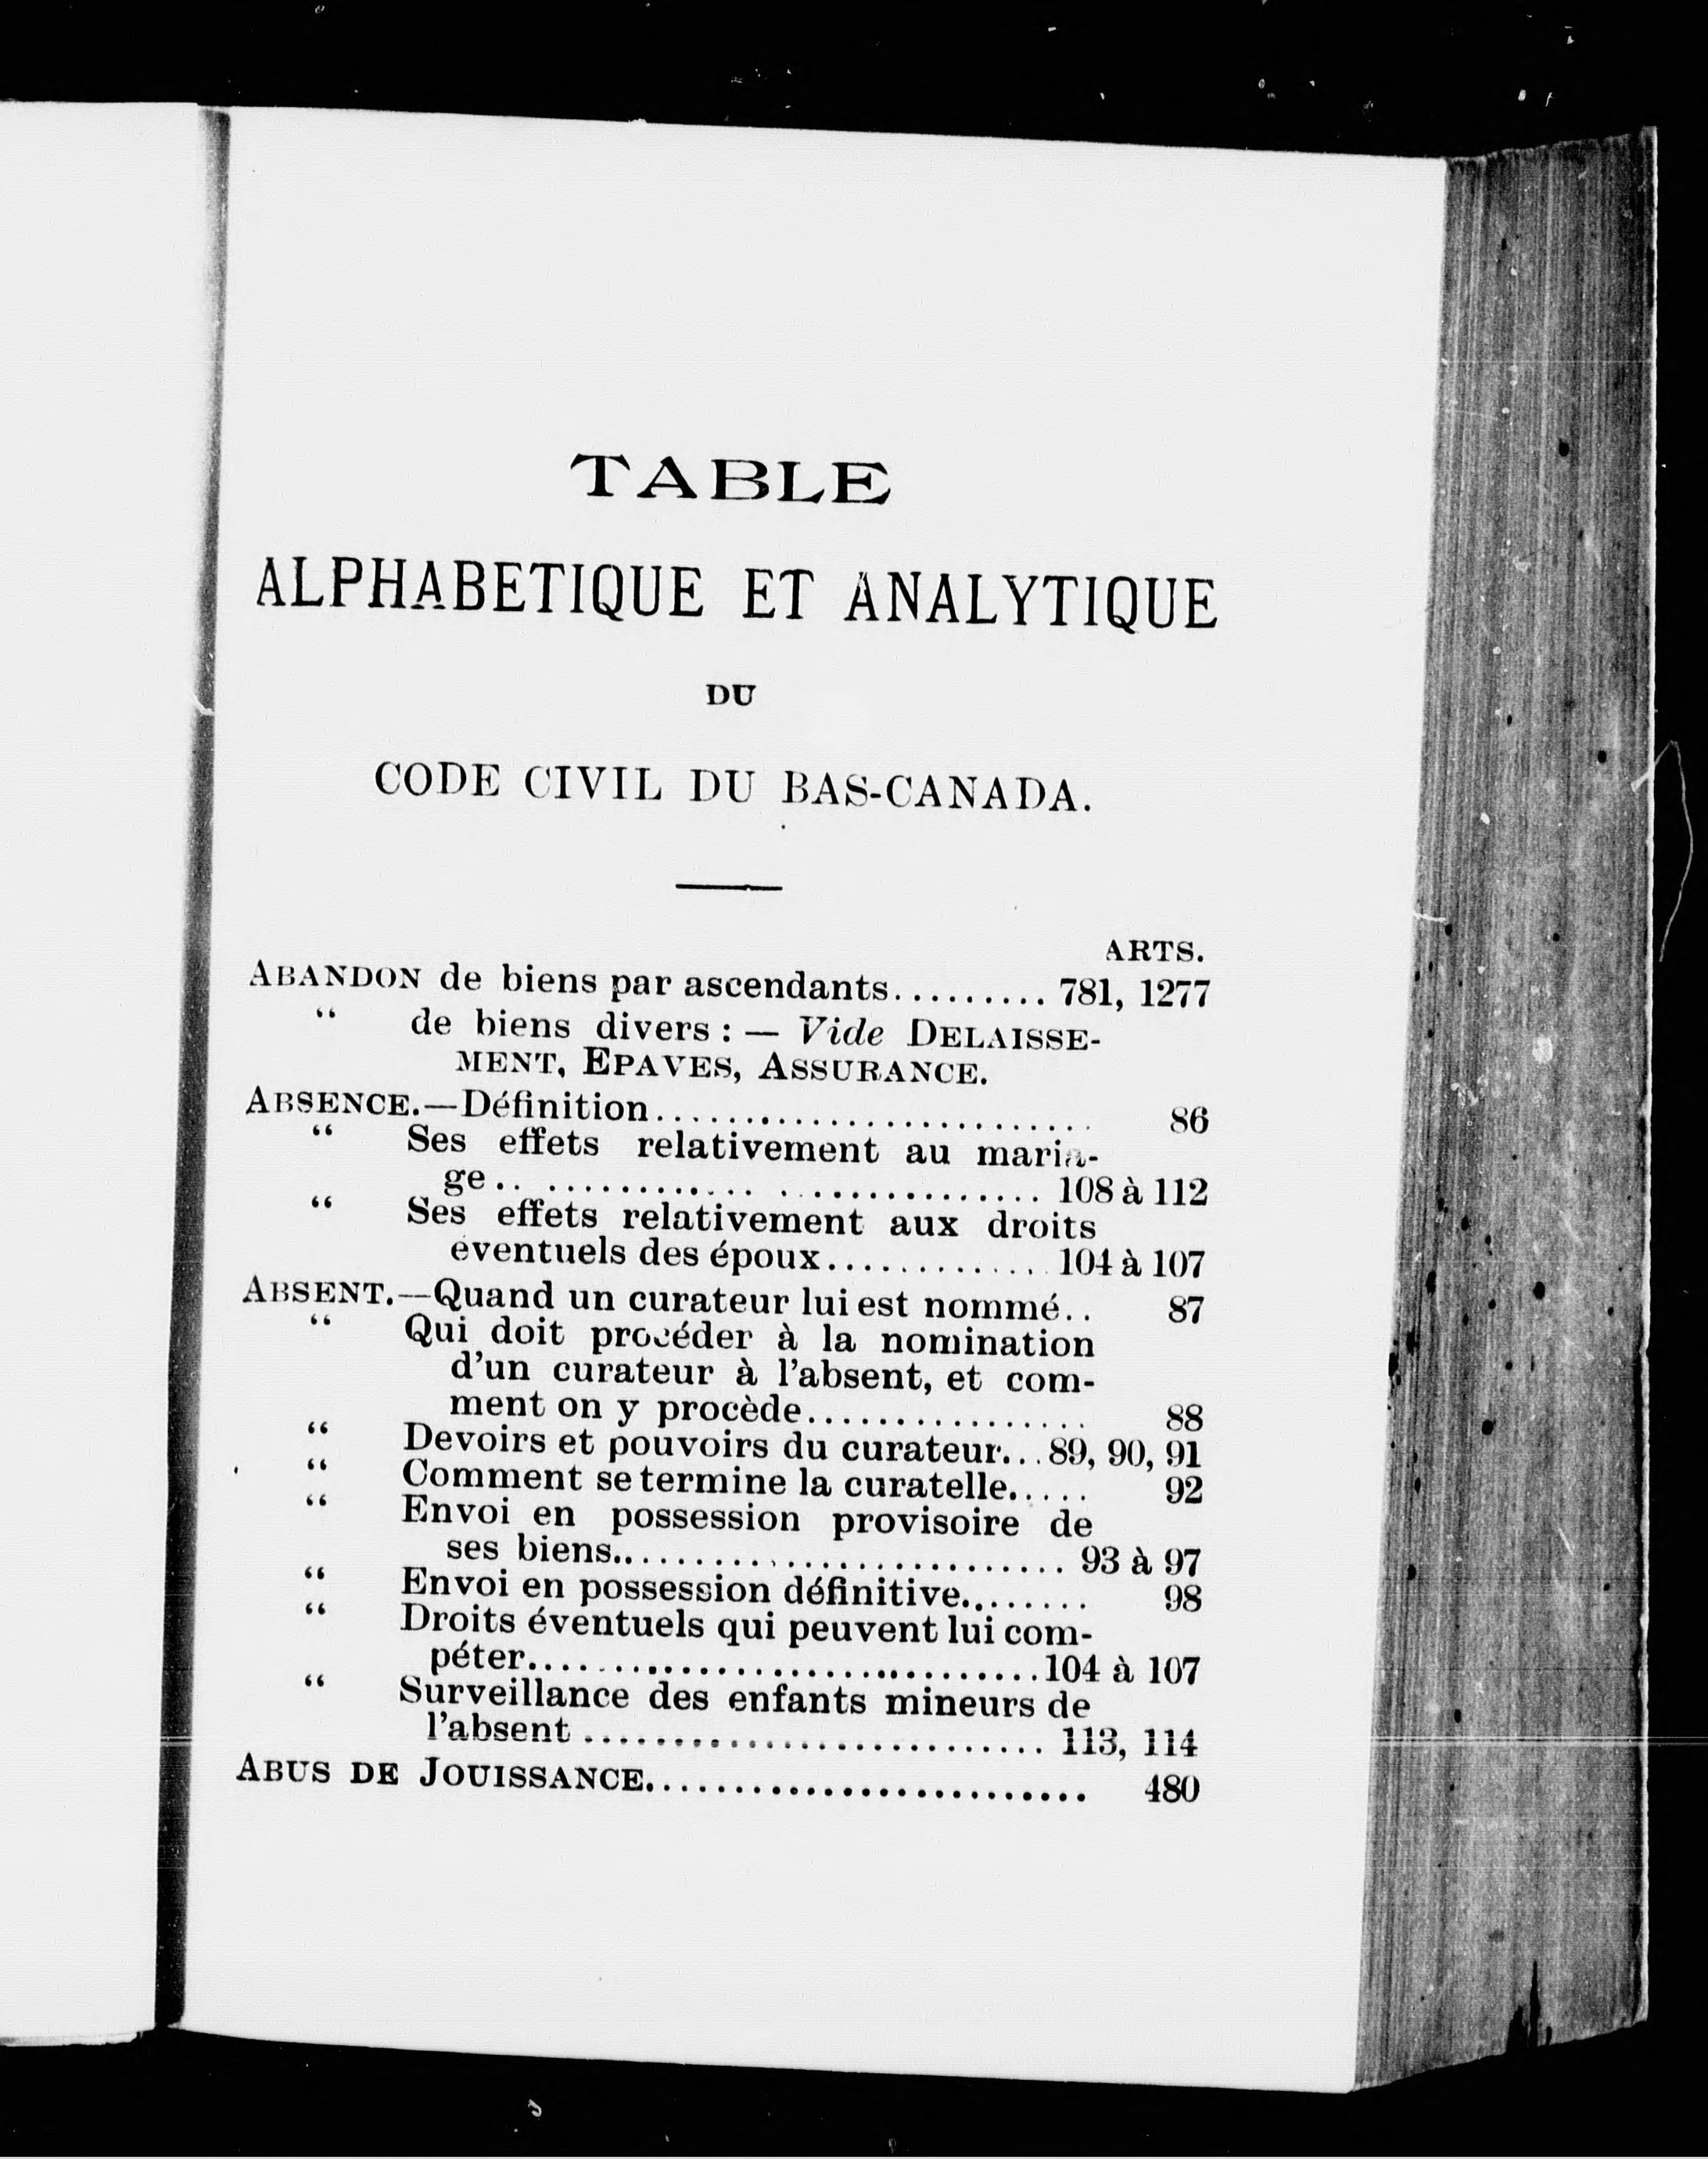 TABLE
ALPHABETIQUE ET ANALYTIQUE
DU
CODE CIVIL DU BAS-CANADA.
ARTS.
ABANDON de biens par ascendants......... 781, 1277
“ de biens divers : — Vide DELAISSE-
MENT, EPAVES, ASSURANCE.
ABSENCE.—Définition........................... 86
“ Ses effets relativement au maria-
ge.. ............ ............... 108 à 112
“ Ses effets relativement aux droits
eventuels des époux............ 104 à 107
ABSENT.—Quand un curateur lui est nommé.. 87
“ Qui doit procéder à la nomination
d'un curateur à l'absent, et com-
ment on y procède................ 88
“ Devoirs et pouvoirs du curateur...89, 90, 91
“ Comment se termine la curatelle..... 92
“ Envoi en possession provisoire de
ses biens.......................... 93 à 97
“ Envoi en possession définitive........ 98
“ Droits éventuels qui peuvent lui com-
péter.............................104 à 107
“ Surveillance des enfants mineurs de
l'absent .......................... 113, 114
ABUS DE JOUISSANCE......................... 480